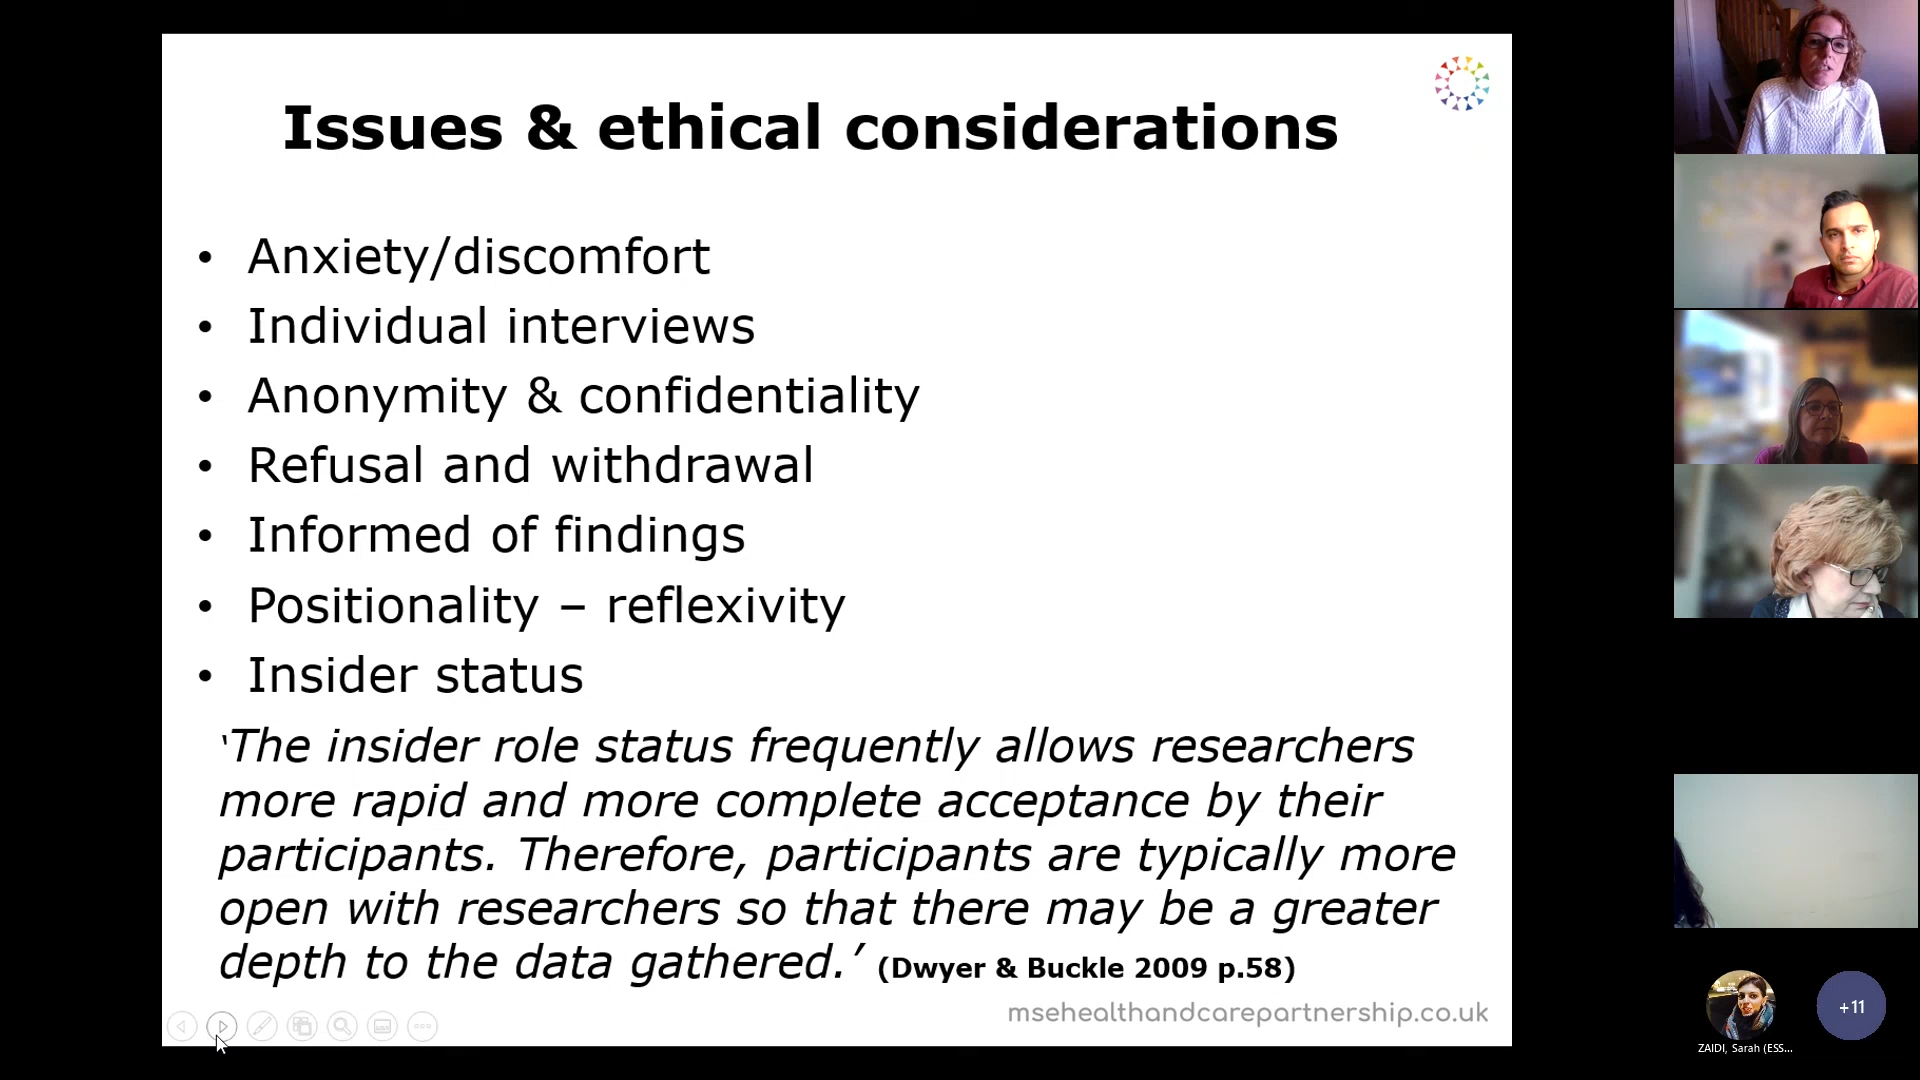 Issues & ethical considerations
• Anxiety/discomfort
• Individual interviews
• Anonymity & confidentiality
• Refusal and withdrawal
• Informed of findings
• Positionality – reflexivity
• Insider status
‘The insider role status frequently allows researchers
more rapid and more complete acceptance by their
participants. Therefore, participants are typically more
open with researchers so that there may be a greater
depth to the data gathered.’ (Dwyer & Buckle 2009 p.58)
msehealthandcarepartnership.co.uk
+11
ZAIDI, Sarah (ESS...